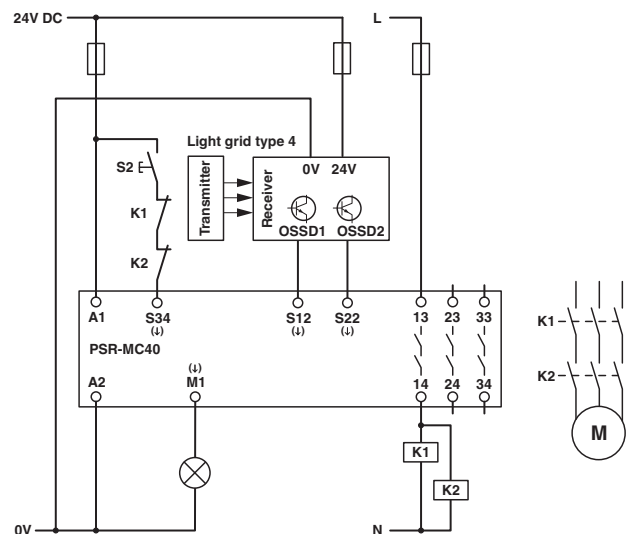 24V DC
L
Light grid type 4
S2
Transmitter
Receiver
0V 24V
K1
OSSD1 OSSD2
K2
A1 S34 S12 S22 13 23 33
(↓) (↓) (↓)
K1
PSR-MC40
(↓)
A2 M1 14 24 34
K2
M
K1
K2
0V
N